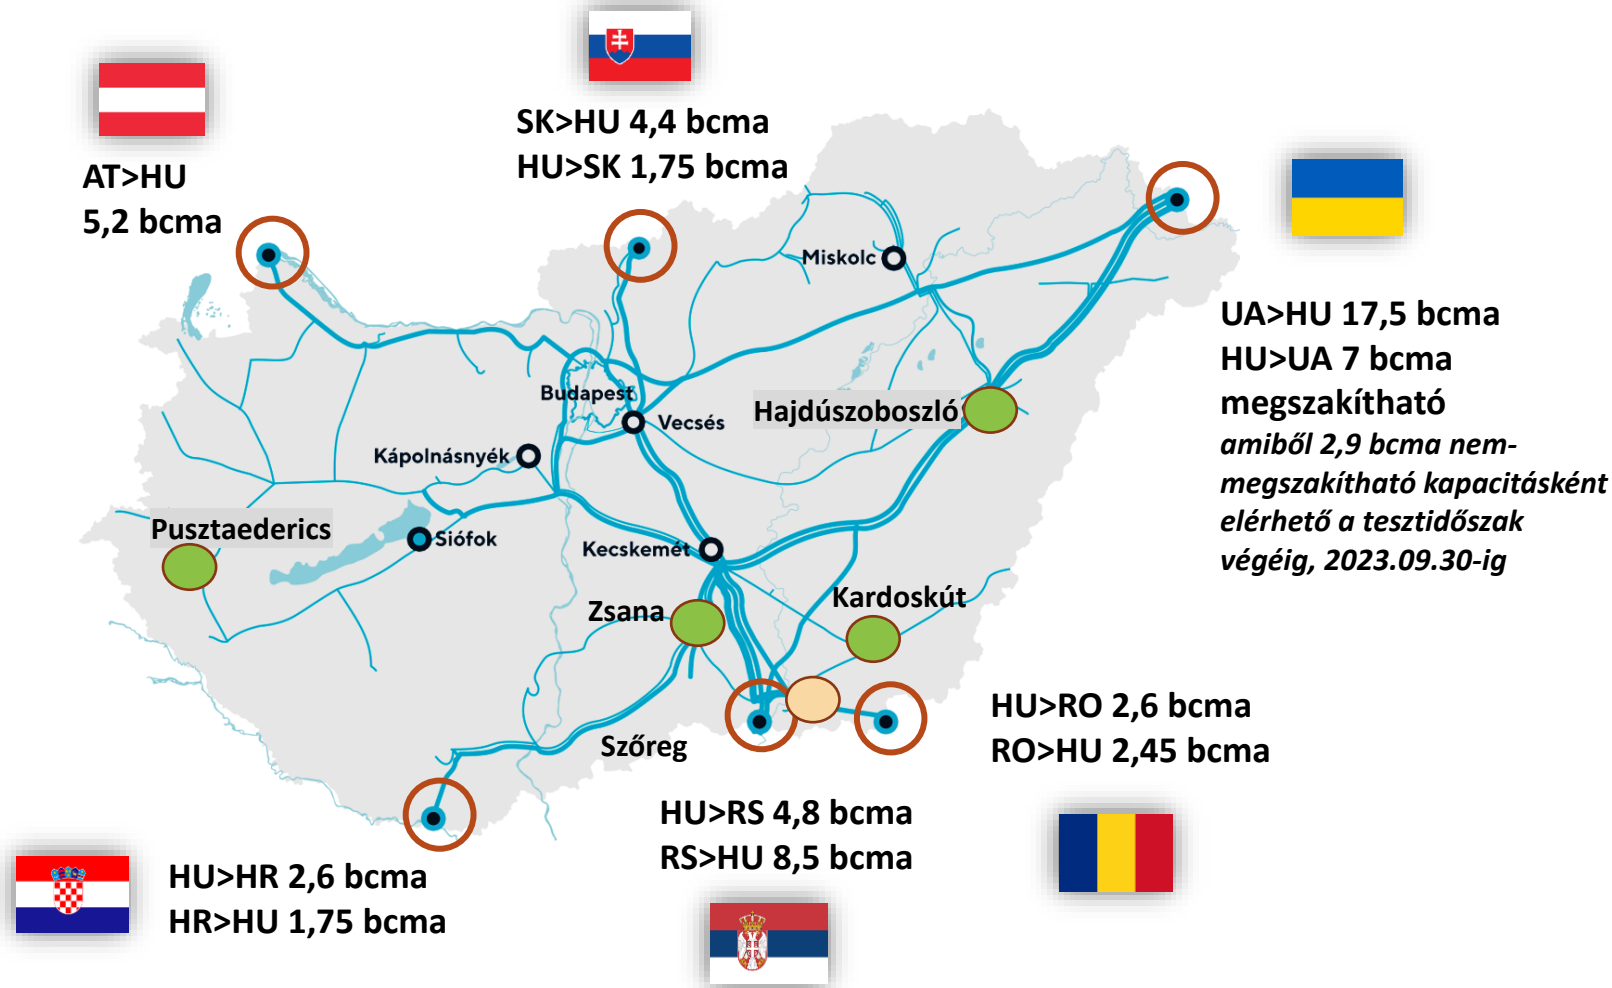 SK>HU 4,4 bcma
HU>SK 1,75 bcma
AT>HU
5,2 bcma
Miskolc
UA>HU 17,5 bcma
HU>UA 7 bcma
megszakítható
amiből 2,9 bcma nem-
megszakítható kapacitásként
elérhető a tesztidőszak
végéig, 2023.09.30-ig
Budapest
Vecsés
Hajdúszoboszló
Kápolnásnyék
Pusztaederics
Siófok
Kecskemét
Zsana
Kardoskút
Szőreg
HU>RO 2,6 bcma
RO>HU 2,45 bcma
HU>RS 4,8 bcma
RS>HU 8,5 bcma
HU>HR 2,6 bcma
HR>HU 1,75 bcma